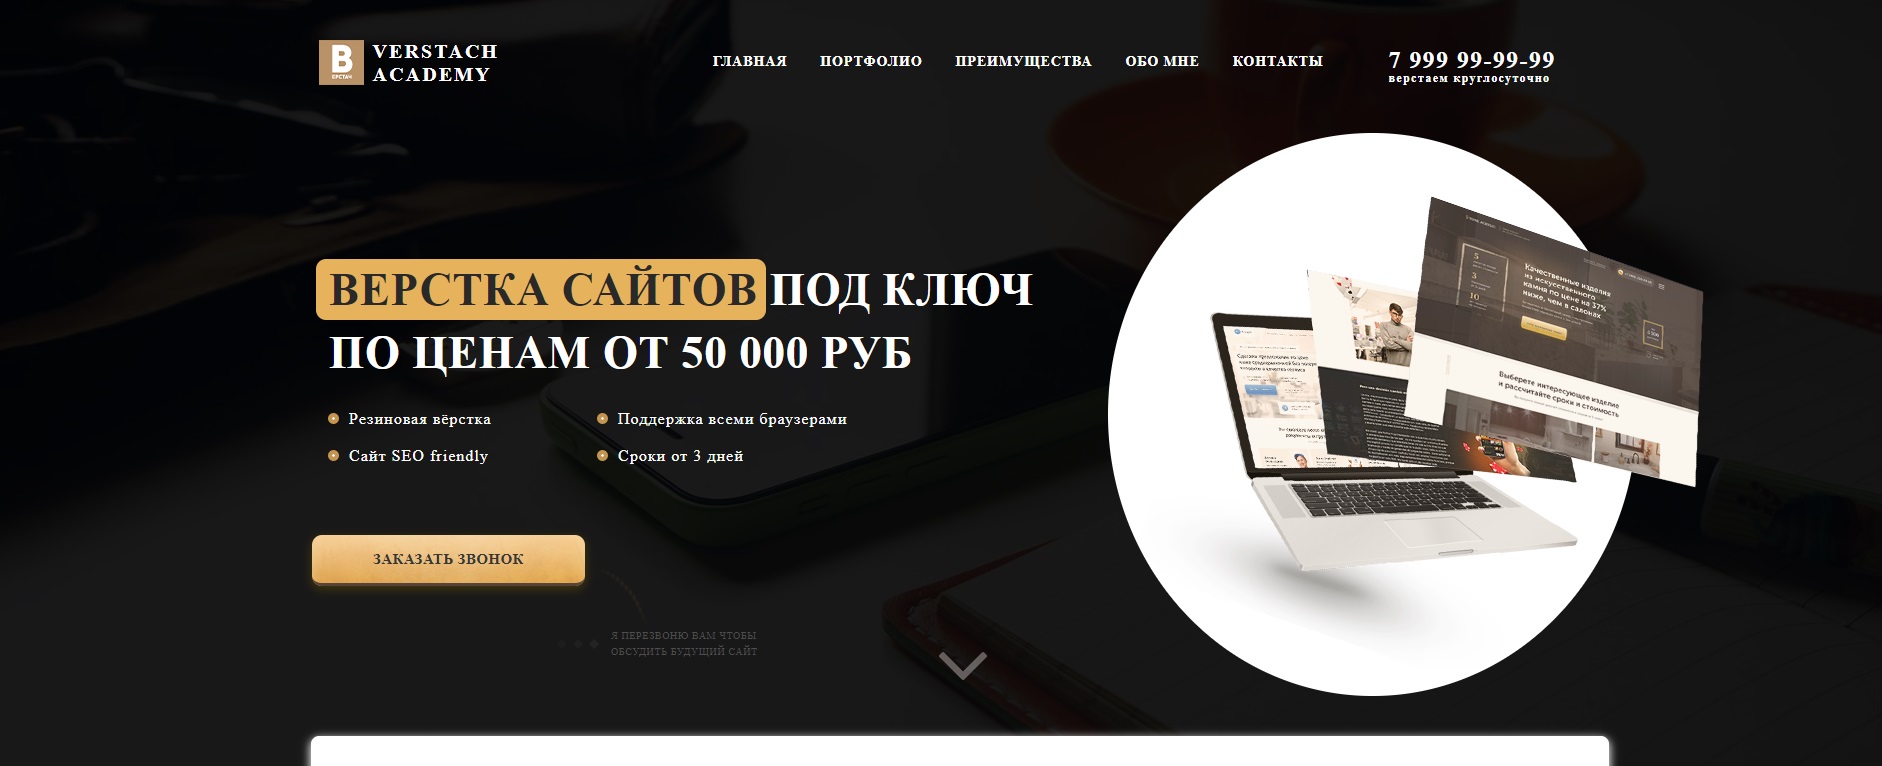 В
ЕРСТАЧ
VERSTACH
ACADEMY
ГЛАВНАЯ ПОРТФОЛИО ПРЕИМУЩЕСТВА ОБО МНЕ КОНТАКТЫ
7 999 99-99-99
верстаем круглосуточно
ВЕРСТКА САЙТОВ ПОД КЛЮЧ
ПО ЦЕНАМ ОТ 50 000 РУБ
Резиновая вёрстка
Поддержка всеми браузерами
Сайт SEO friendly
Сроки от 3 дней
ЗАКАЗАТЬ ЗВОНОК
Я ПЕРЕЗВОНЮ ВАМ ЧТОБЫ
ОБСУДИТЬ БУДУЩИЙ САЙТ
Качественные изделия
из искусственного
камня по цене на 37%
ниже, чем в салонах
Выберете интересующее изделие
и рассчитайте сроки и стоимость